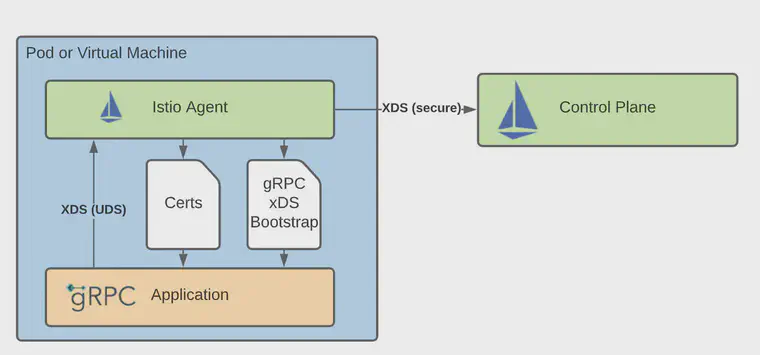 Pod or Virtual Machine
Istio Agent
XDS (secure)
Control Plane
Certs
gRPC
xDS
Bootstrap
XDS (UDS)
gRPC
Application